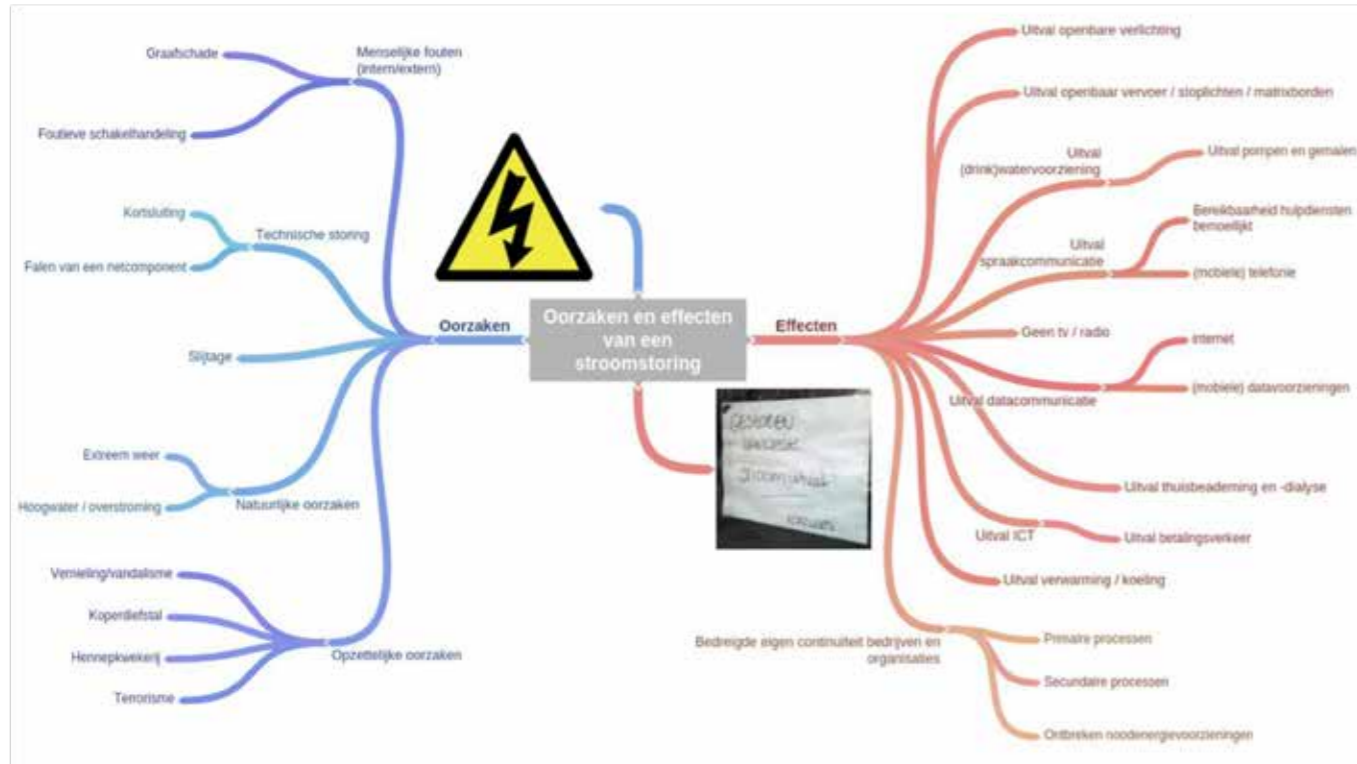 Oorzaken en effecten
van een
stroomstoring
Oorzaken
Menselijke fouten
(intern/extern)
Graafschade
Foutieve schakelhandeling
Technische storing
Kortsluiting
Falen van een netcomponent
Slijtage
Natuurlijke oorzaken
Extreem weer
Hoogwater / overstroming
Opzettelijke oorzaken
Vernieling/vandalisme
Koperdiefstal
Hennepkwekerij
Terrorisme
Effecten
Uitval openbare verlichting
Uitval openbaar vervoer / stoplichten / matrixborden
Uitval
(drink)watervoorziening
Uitval pompen en gemalen
Uitval
spraakcommunicatie
Bereikbaarheid hulpdiensten
bemoeilijkt
(mobiele) telefonie
Geen tv / radio
Uitval datacommunicatie
internet
(mobiele) datavoorzieningen
Uitval thuisbeademing en -dialyse
Uitval ICT
Uitval betalingsverkeer
Uitval verwarming / koeling
Bedreigde eigen continuïteit bedrijven en
organisaties
Primaire processen
Secundaire processen
Ontbreken noodenergievoorzieningen
GESLOTEN